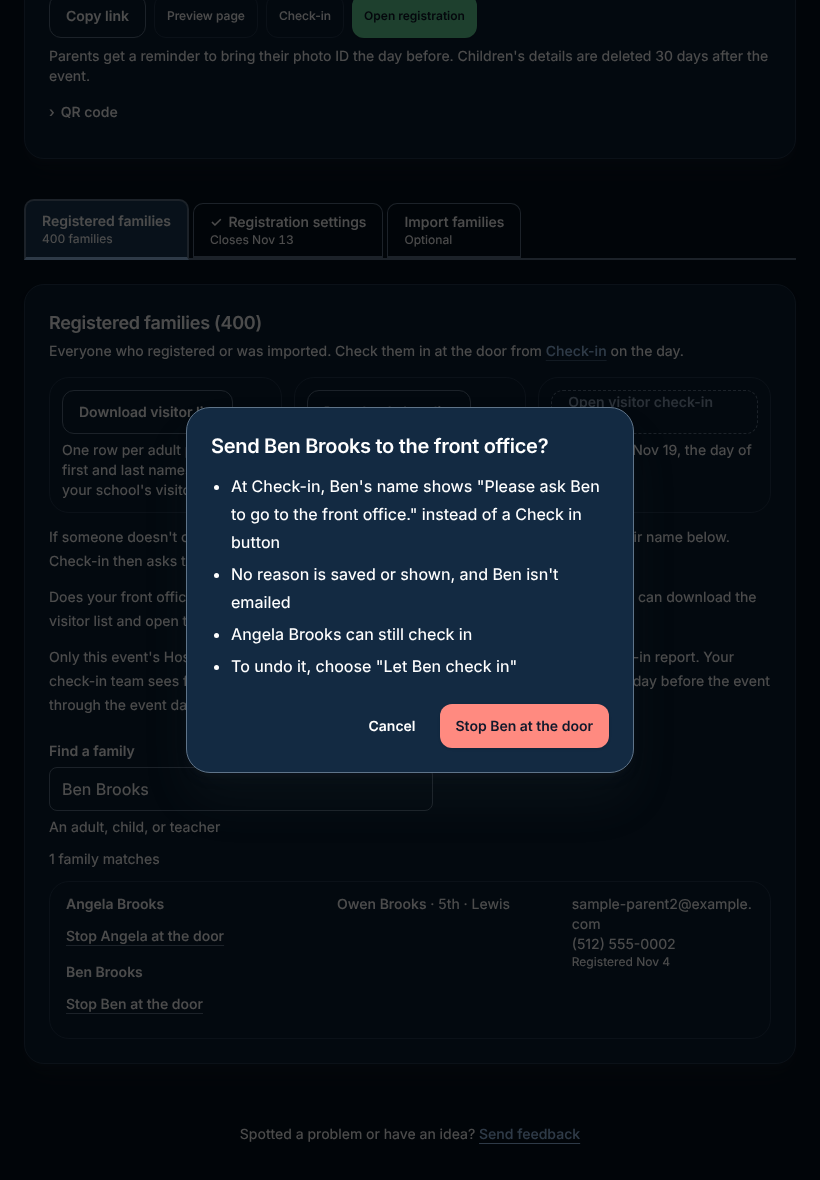 Copy link
Preview page
Check-in
Open registration
Parents get a reminder to bring their photo ID the day before. Children's details are deleted 30 days after the
event.
› QR code
Registered families
400 families
✓ Registration settings
Closes Nov 13
Import families
Optional
Registered families (400)
Everyone who registered or was imported. Check them in at the door from Check-in on the day.
Download visitor
Open visitor check-in
One row per adult
Nov 19, the day of
first and last name
your school's
If someone doesn't
name below.
Check-in then asks
Does your front
can download the
visitor list and open
Only this event's
report. Your
check-in team sees
day before the event
through the event
Send Ben Brooks to the front office?
• At Check-in, Ben's name shows "Please ask Ben
to go to the front office." instead of a Check in
button
• No reason is saved or shown, and Ben isn't
emailed
• Angela Brooks can still check in
• To undo it, choose "Let Ben check in"
Cancel
Stop Ben at the door
Find a family
Ben Brooks
An adult, child, or teacher
1 family matches
Angela Brooks
Owen Brooks · 5th · Lewis
sample-parent2@example.
com
Stop Angela at the door
(512) 555-0002
Registered Nov 4
Ben Brooks
Stop Ben at the door
Spotted a problem or have an idea? Send feedback